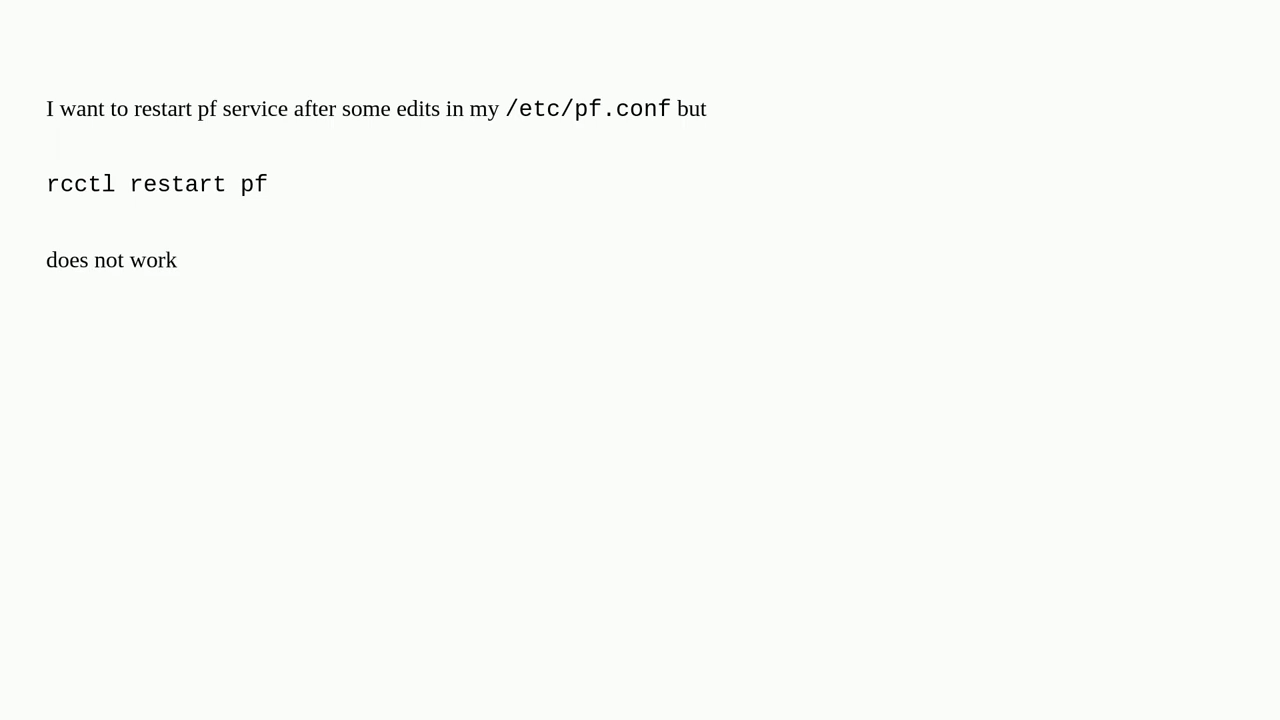 I want to restart pf service after some edits in my /etc/pf.conf but
rcctl restart pf
does not work